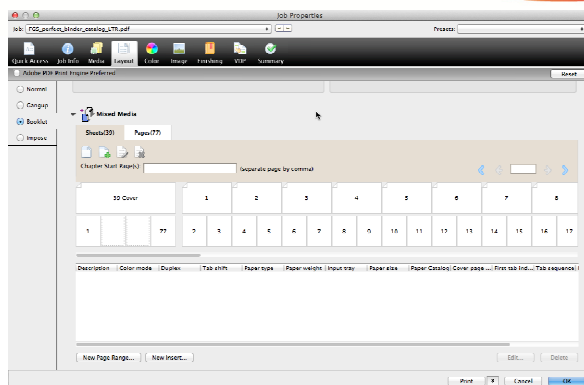 Job Properties
Job: FGS_perfect_binder_catalog_LTR.pdf
Presets:
Quick Access Job Info Media Layout Color Image Finishing VDP Summary
Adobe PDF Print Engine Preferred
Reset
Normal
Gangup
Booklet
Impose
Mixed Media
Sheets(39) Pages(77)
Chapter Start Page(s) (separate page by comma)
39 Cover 1 2 3 4 5 6 7 8
1 77 2 3 4 5 6 7 8 9 10 11 12 13 14 15 16 17
Description Color mode Duplex Tab shift Paper type Paper weight Input tray Paper size Paper Catalog Cover page ... First tab ind... Tab sequence
New Page Range... New Insert... Edit... Delete
Print Cancel OK